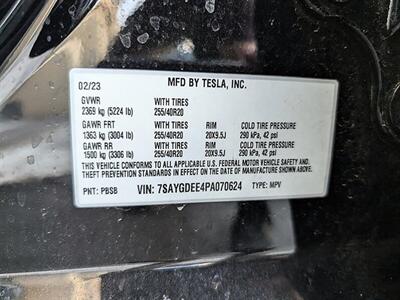 02/23 MFD BY TESLA, INC.
GVWR WITH TIRES
2369 kg (5224 lb) 255/40R20
GAWR FRT WITH TIRES RIM COLD TIRE PRESSURE
1363 kg (3004 lb) 255/40R20 20X9.5J 290 kPa, 42 psi
GAWR RR WITH TIRES RIM COLD TIRE PRESSURE
1500 kg (3306 lb) 255/40R20 20X9.5J 290 kPa, 42 psi
THIS VEHICLE CONFORMS TO ALL APPLICABLE U.S. FEDERAL MOTOR VEHICLE SAFETY AND
THEFT PREVENTION STANDARDS IN EFFECT ON THE DATE OF MANUFACTURE SHOWN ABOVE.
PNT: PBSB VIN: 7SAYGDEE4PA070624 TYPE: MPV